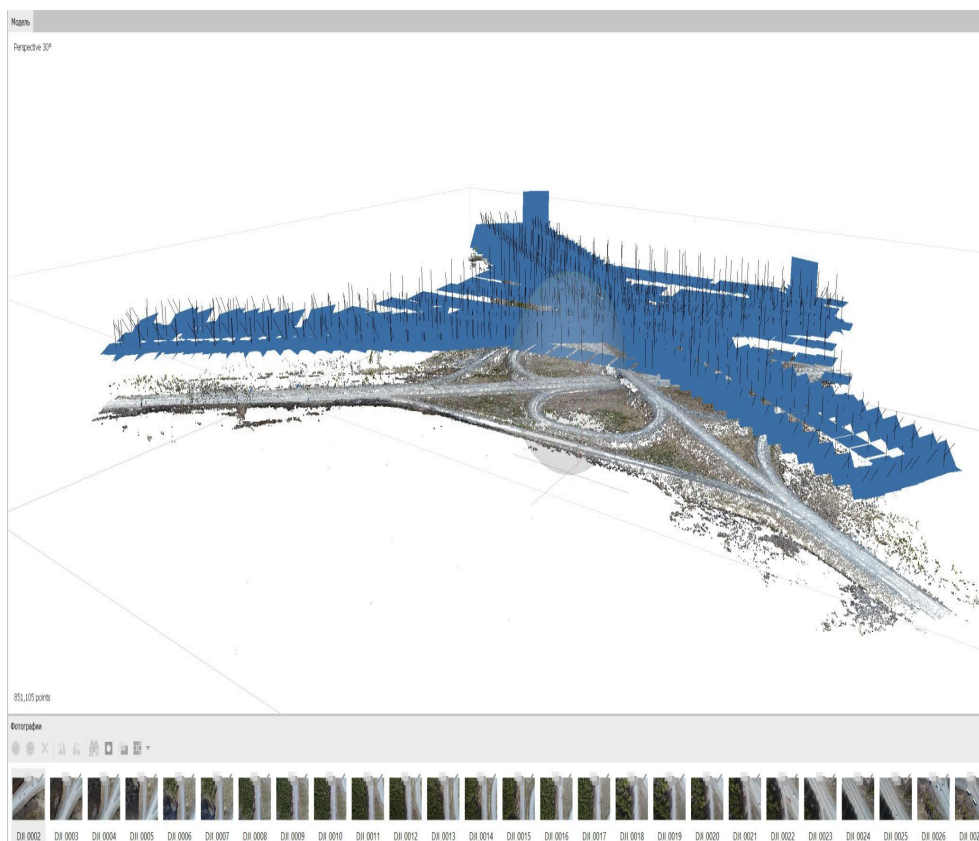 Модель
Perspective 30°
851,105 points
Фотографии
DJI 0002 DJI 0003 DJI 0004 DJI 0005 DJI 0006 DJI 0007 DJI 0008 DJI 0009 DJI 0010 DJI 0011 DJI 0012 DJI 0013 DJI 0014 DJI 0015 DJI 0016 DJI 0017 DJI 0018 DJI 0019 DJI 0020 DJI 0021 DJI 0022 DJI 0023 DJI 0024 DJI 0025 DJI 0026 DJI 002